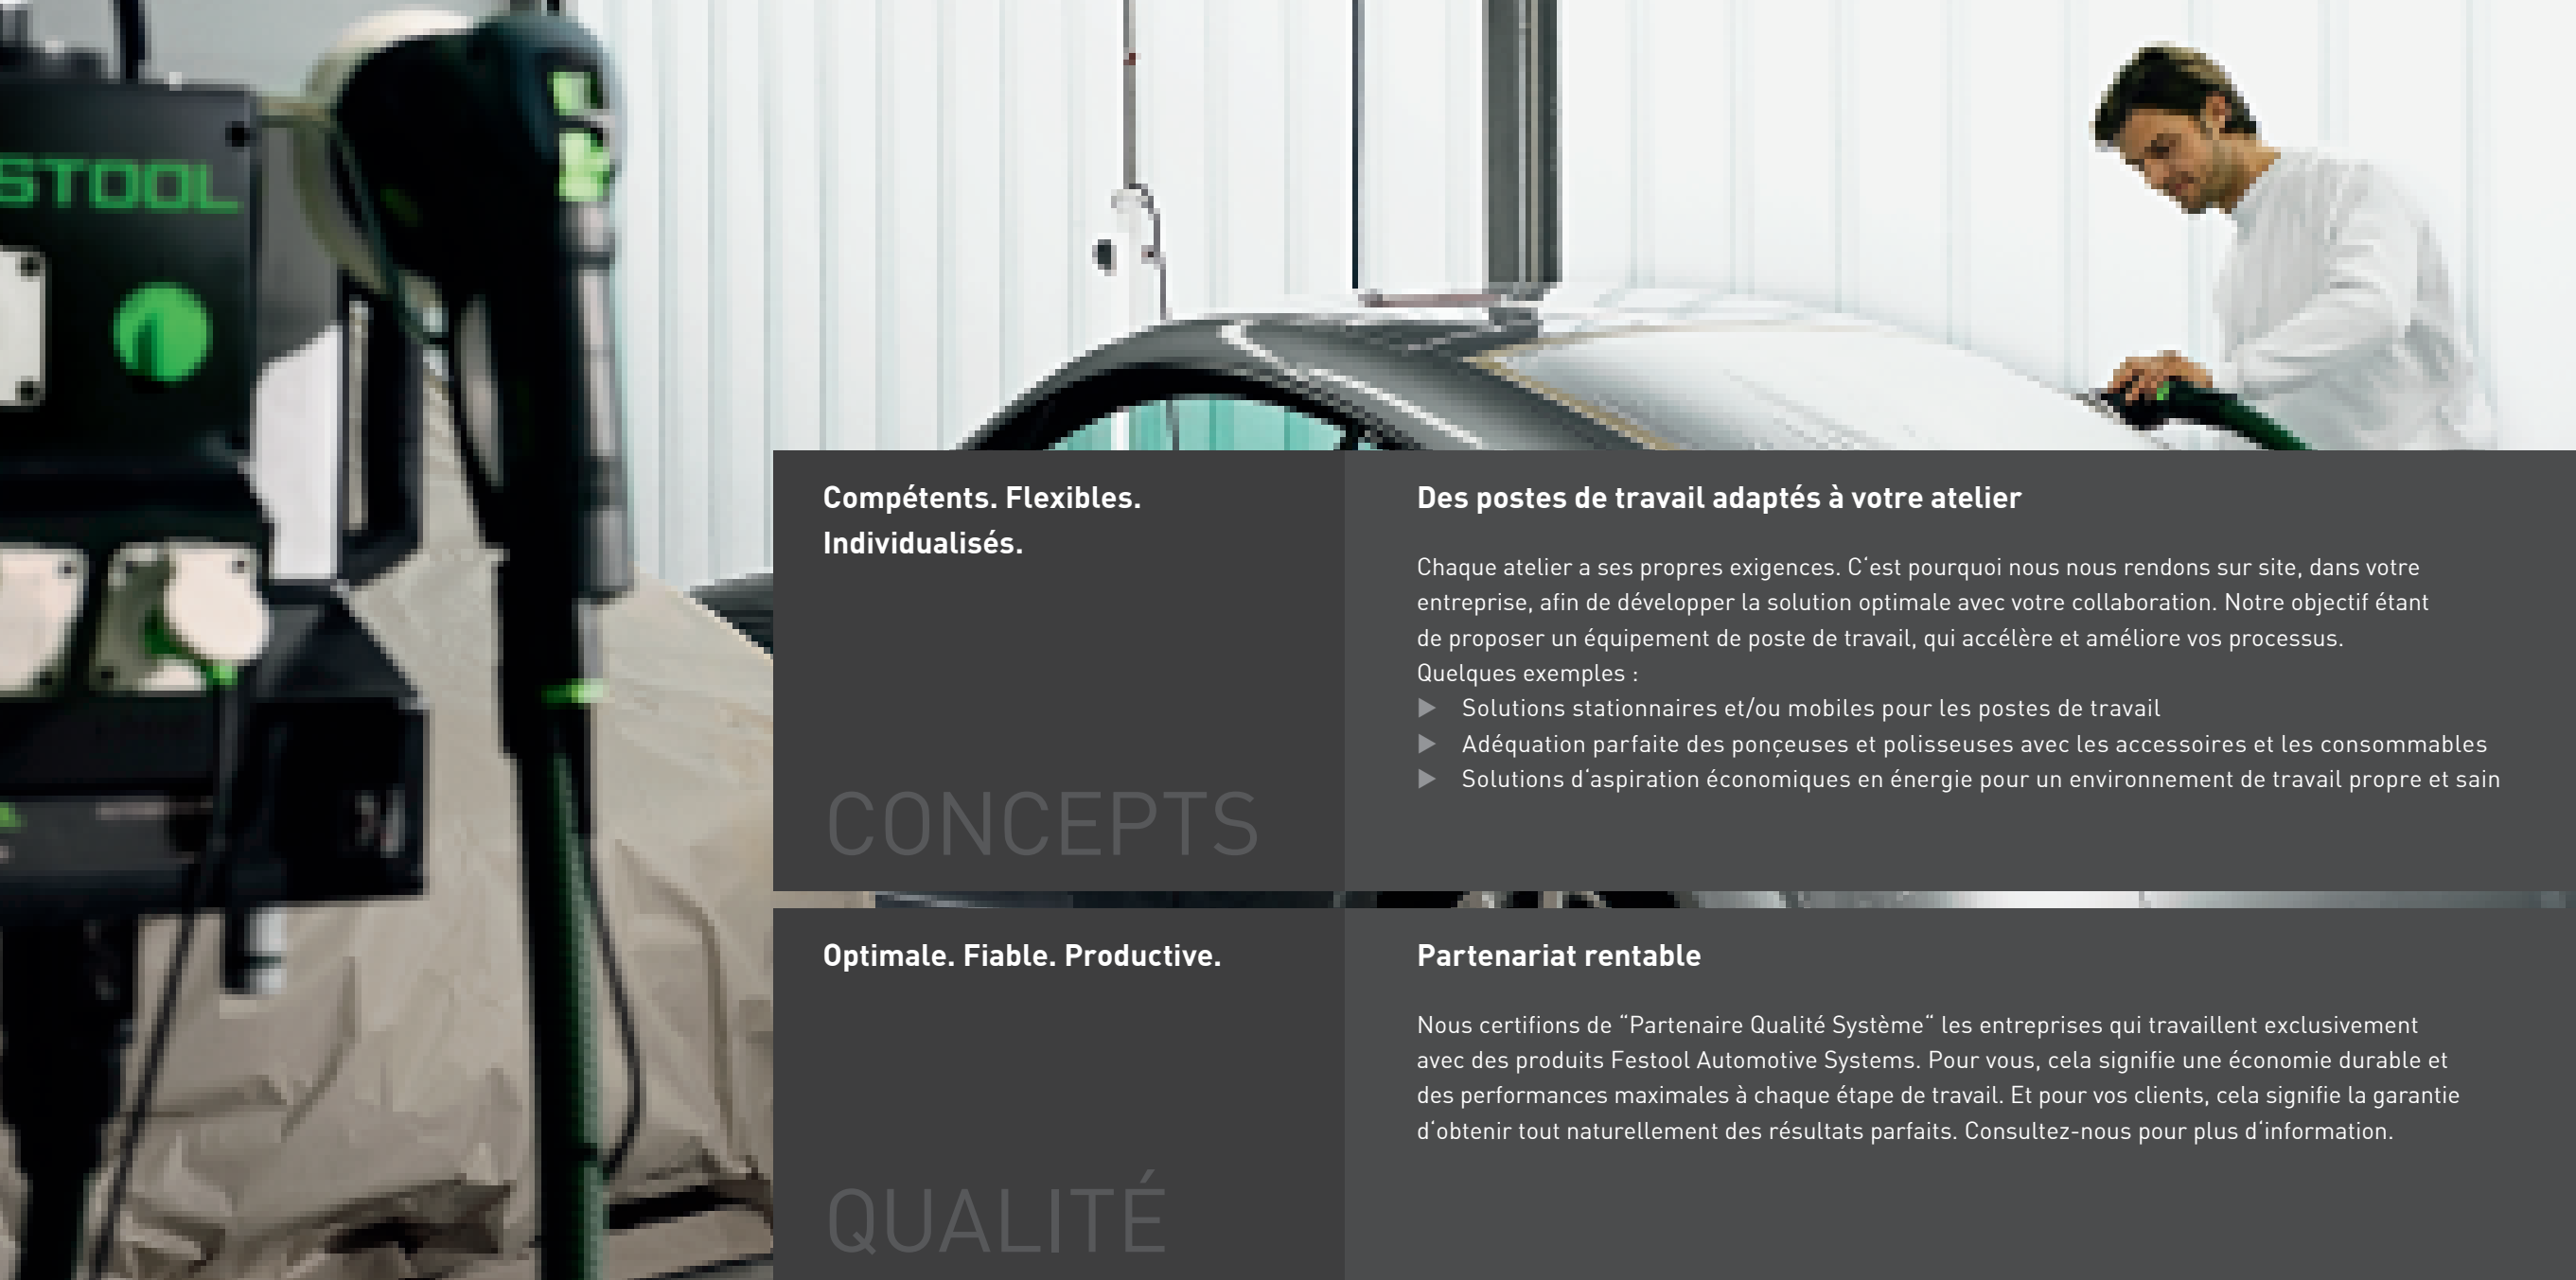 STOOL
Compétents. Flexibles.
Individualisés.
CONCEPTS
Des postes de travail adaptés à votre atelier
Chaque atelier a ses propres exigences. C‘est pourquoi nous nous rendons sur site, dans votre
entreprise, afin de développer la solution optimale avec votre collaboration. Notre objectif étant
de proposer un équipement de poste de travail, qui accélère et améliore vos processus.
Quelques exemples :
▶ Solutions stationnaires et/ou mobiles pour les postes de travail
▶ Adéquation parfaite des ponçeuses et polisseuses avec les accessoires et les consommables
▶ Solutions d‘aspiration économiques en énergie pour un environnement de travail propre et sain
Optimale. Fiable. Productive.
QUALITÉ
Partenariat rentable
Nous certifions de “Partenaire Qualité Système“ les entreprises qui travaillent exclusivement
avec des produits Festool Automotive Systems. Pour vous, cela signifie une économie durable et
des performances maximales à chaque étape de travail. Et pour vos clients, cela signifie la garantie
d‘obtenir tout naturellement des résultats parfaits. Consultez-nous pour plus d‘information.